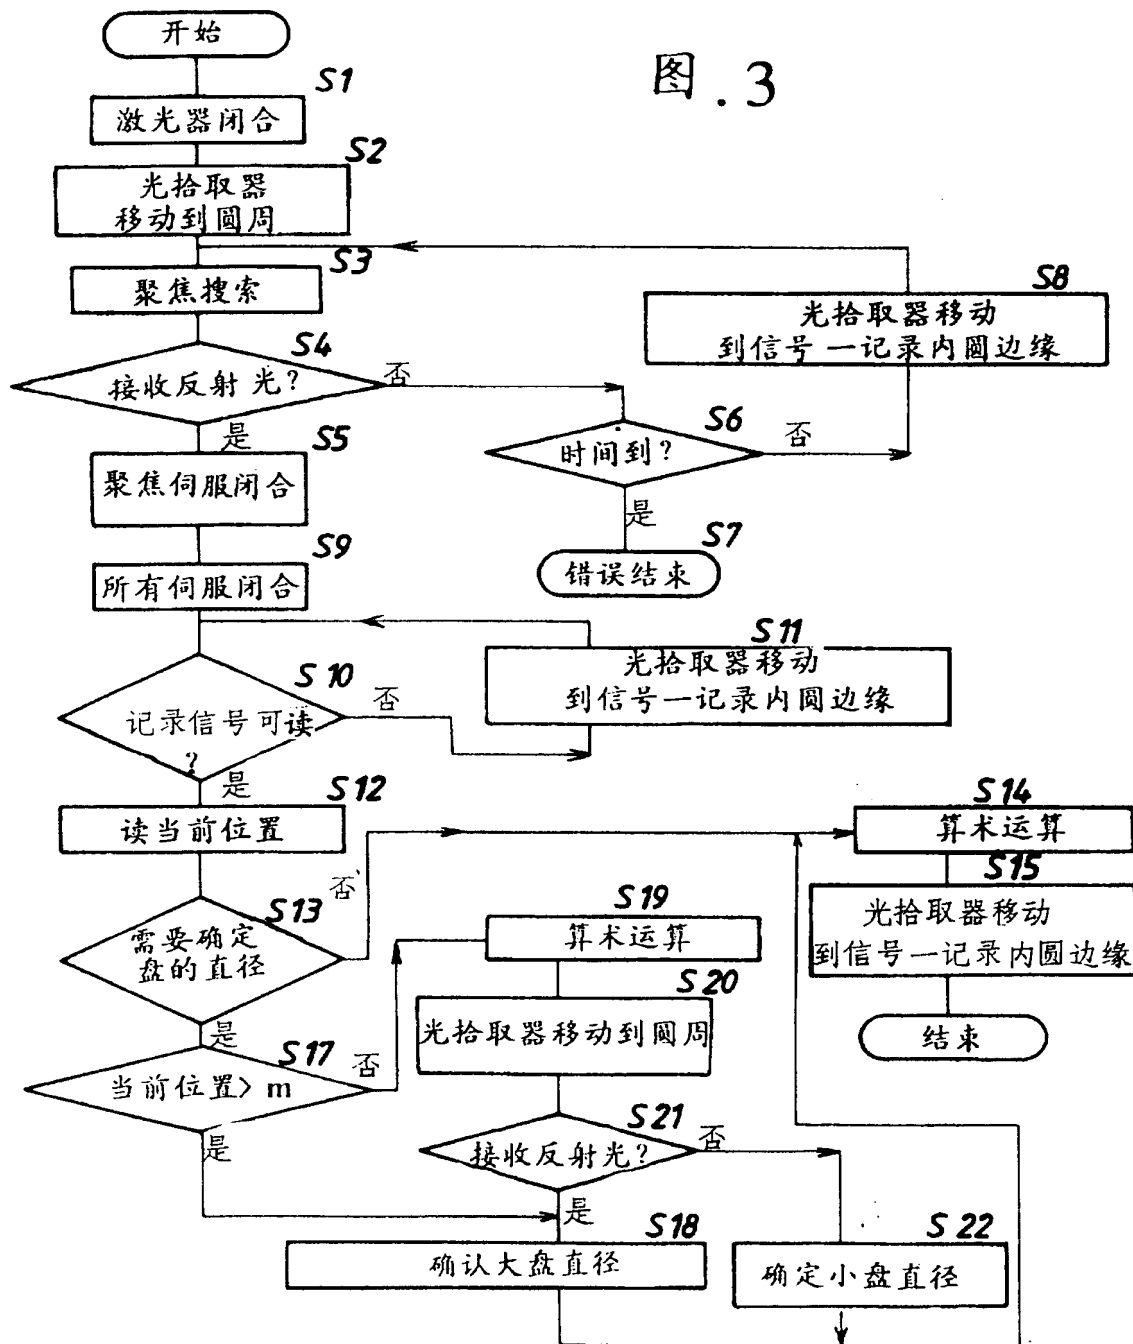 开始
图.3
S1
激光器闭合
S2
光拾取器
移动到圆周
S3
聚焦搜索
S8
光拾取器移动
到信号一记录内圆边缘
S4
接收反射光?
否
是
S6
时间到?
否
是
S5
聚焦伺服闭合
S7
错误结束
S9
所有伺服闭合
S11
光拾取器移动
到信号一记录内圆边缘
S10
记录信号可读
?
否
是
S12
读当前位置
S14
算术运算
S15
光拾取器移动
到信号一记录内圆边缘
结束
否
S13
需要确定
盘的直径
是
S19
算术运算
S20
光拾取器移动到圆周
S17
当前位置>m
否
是
S21
接收反射光?
否
是
S18
确认大盘直径
S22
确定小盘直径